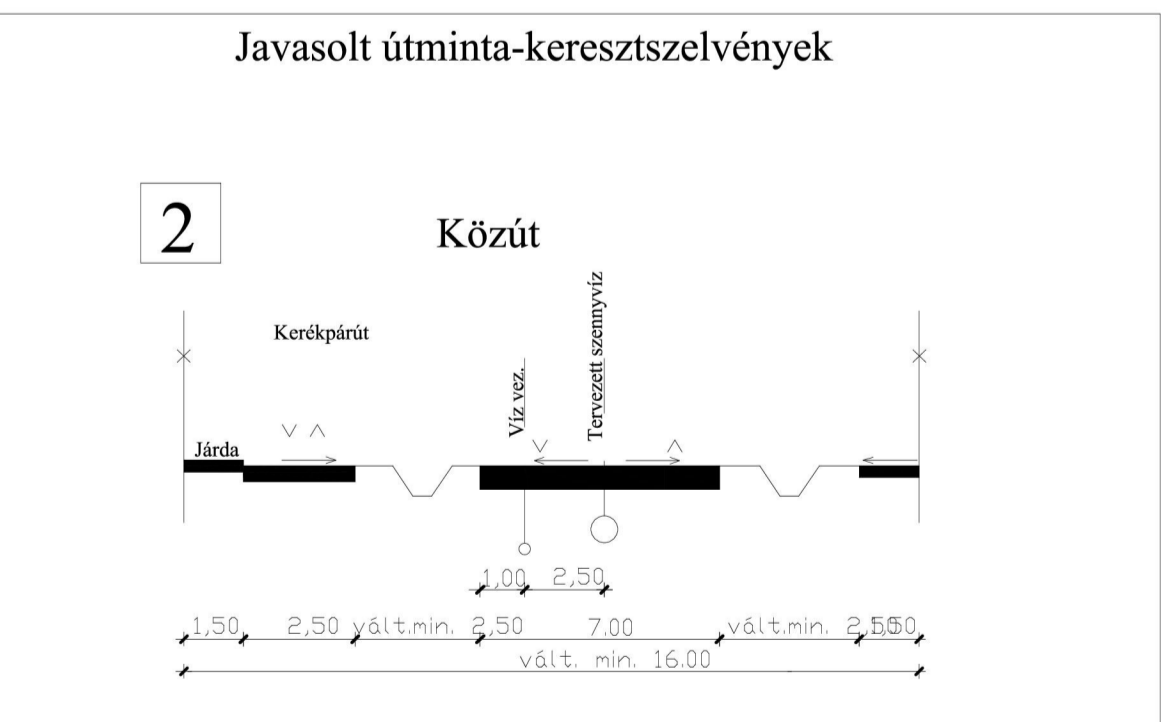 Javasolt útminta-keresztszelvények
2
Közút
Kerékpárút
Víz vez.
Tervezett szennyvíz
Járda
1,00 2,50
1,50 2,50 vált.min. 2,50 7.00 vált.min. 2,50
vált. min. 16.00